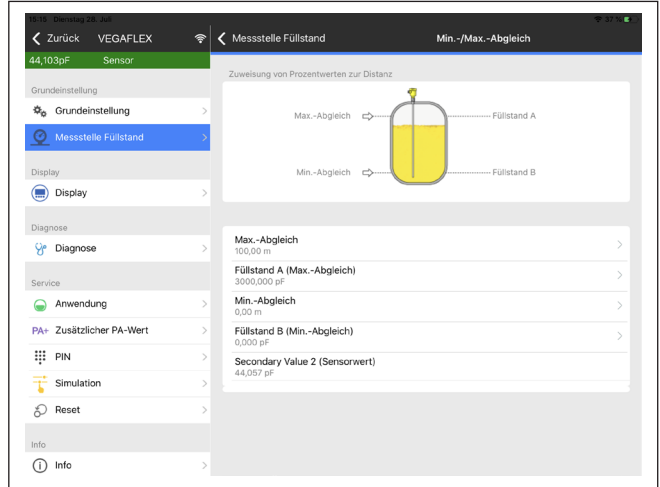 15:15 Dienstag 28. Juli
37 %
Zurück VEGAFLEX
44,103pF Sensor
Grundeinstellung
Grundeinstellung
Messstelle Füllstand
Display
Display
Diagnose
Diagnose
Service
Anwendung
PA+ Zusätzlicher PA-Wert
PIN
Simulation
Reset
Info
Info
Messstelle Füllstand
Min.-/Max.-Abgleich
Zuweisung von Prozentwerten zur Distanz
Max.-Abgleich
Füllstand A
Min.-Abgleich
Füllstand B
Max.-Abgleich
100,00 m
Füllstand A (Max.-Abgleich)
3000,000 pF
Min.-Abgleich
0,00 m
Füllstand B (Min.-Abgleich)
0,000 pF
Secondary Value 2 (Sensorwert)
44,057 pF